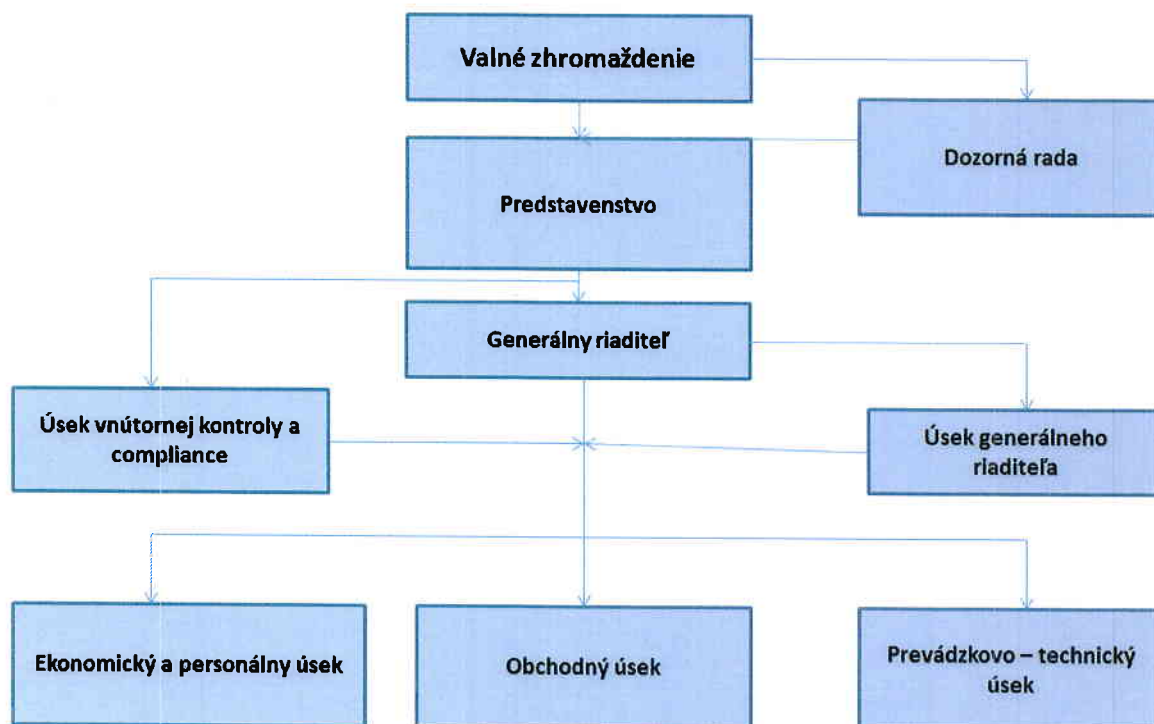 Valné zhromaždenie
Dozorná rada
Predstavenstvo
Generálny riaditeľ
Úsek vnútornej kontroly a
compliance
Úsek generálneho
riaditeľa
Ekonomický a personálny úsek
Obchodný úsek
Prevádzkovo – technický
úsek